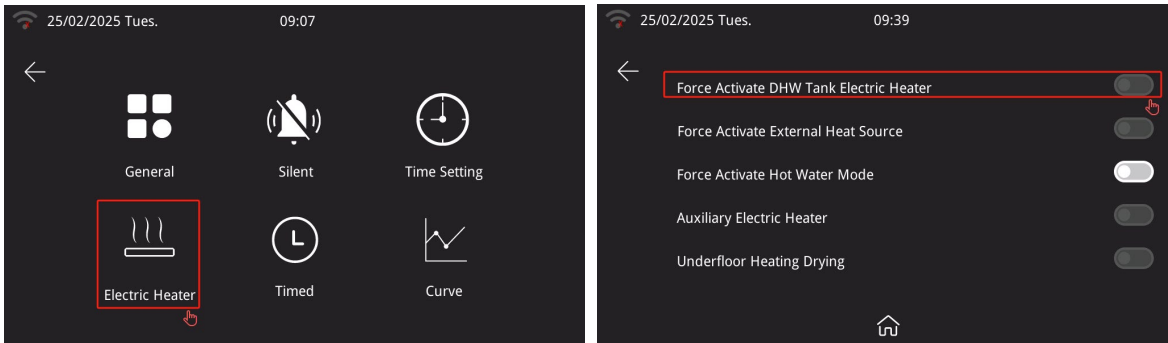 25/02/2025 Tues. 09:07
General Silent Time Setting
Electric Heater Timed Curve
25/02/2025 Tues. 09:39
Force Activate DHW Tank Electric Heater
Force Activate External Heat Source
Force Activate Hot Water Mode
Auxiliary Electric Heater
Underfloor Heating Drying